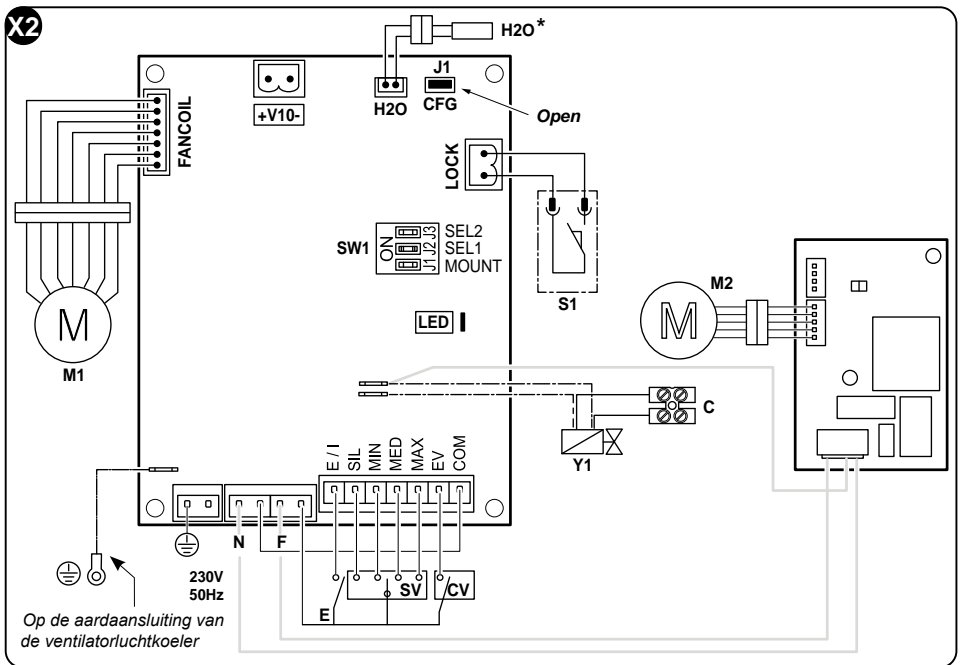 X2
H2O*
J1
+V10-
H2O
CFG
Open
FANCOIL
LOCK
ON
J3 SEL2
SW1
J2 SEL1
J1 MOUNT
S1
M2
M
M
LED
M1
C
Y1
E / I
SIL
MIN
MED
MAX
EV
COM
N
F
230V
50Hz
SV
CV
E
Op de aardaansluiting van
de ventilatorluchtkoeler